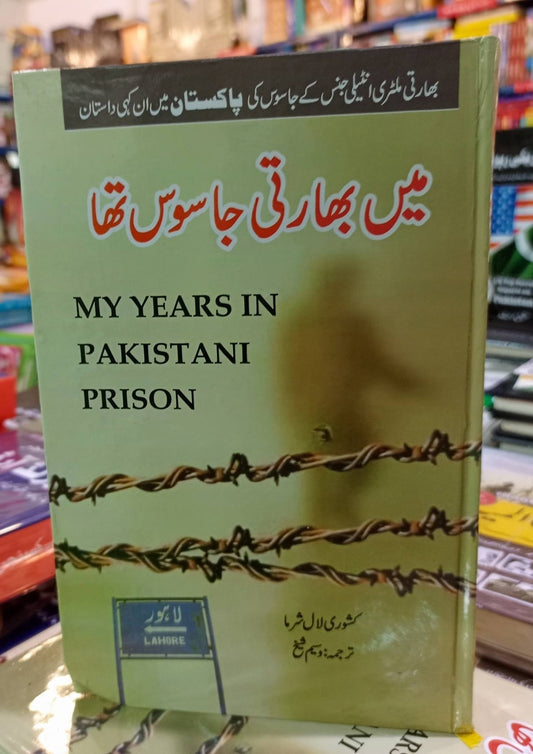 بھارتی ملٹری انٹیلی جنس کے جاسوس کی پاکستان میں ان کہی داستان
میں بھارتی جاسوس تھا
MY YEARS IN
PAKISTANI
PRISON
لاہور
LAHORE
کشوری لال شرما
ترجمہ: وسیم شیخ